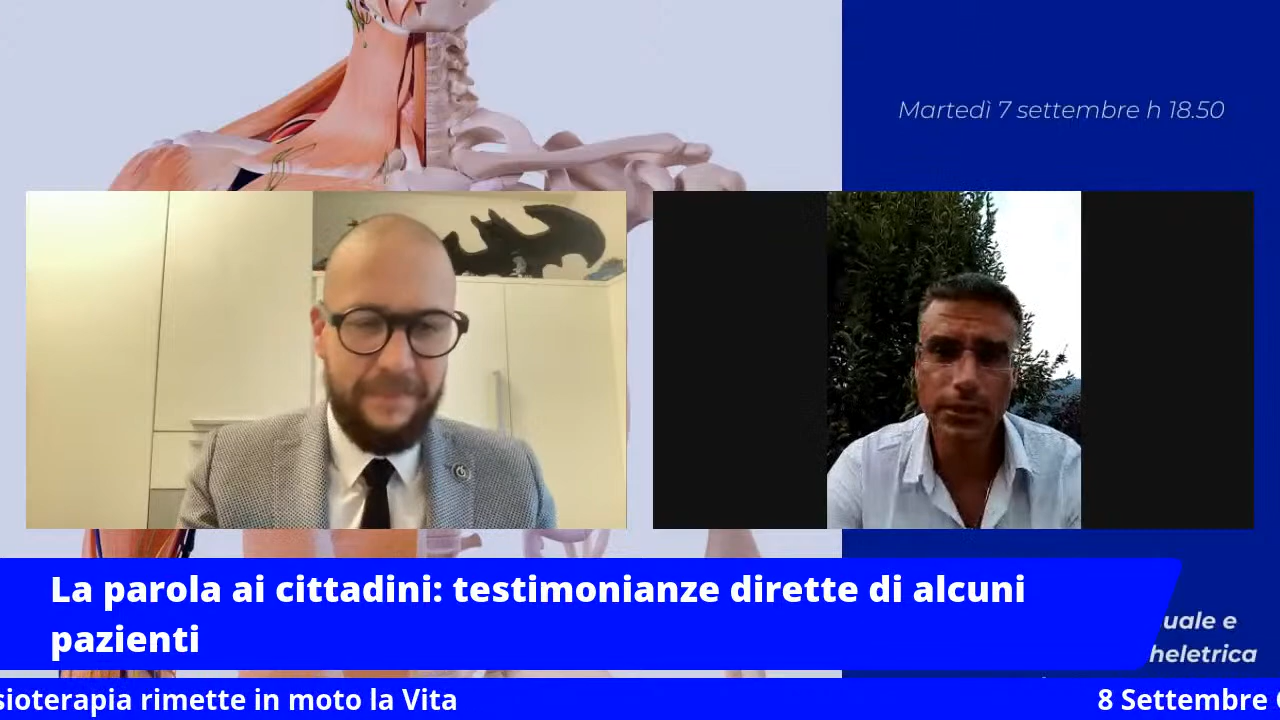 Martedì 7 settembre h 18.50
La parola ai cittadini: testimonianze dirette di alcuni
pazienti
uale e
heletrica
sioterapia rimette in moto la Vita
8 Settembre